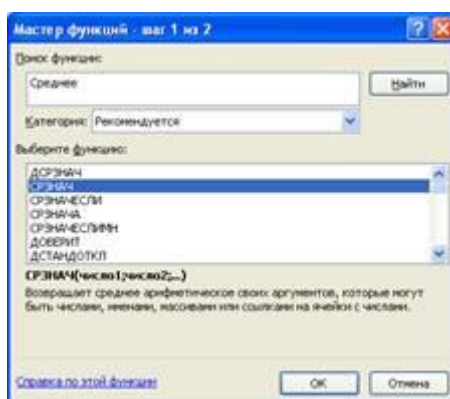 Мастер функций - шаг 1 из 2
Поиск функции:
Среднее
Найти
Категория: Рекомендуется
Выберите функцию:
ДСРЗНАЧ
СРЗНАЧ
СРЗНАЧЕСЛИ
СРЗНАЧА
СРЗНАЧЕСЛИМН
ДОВЕРИТ
ДСТАНДОТКЛ
СРЗНАЧ(число1;число2;...)
Возвращает среднее арифметическое своих аргументов, которые могут
быть числами, именами, массивами или ссылками на ячейки с числами.
Справка по этой функции
ОК
Отмена